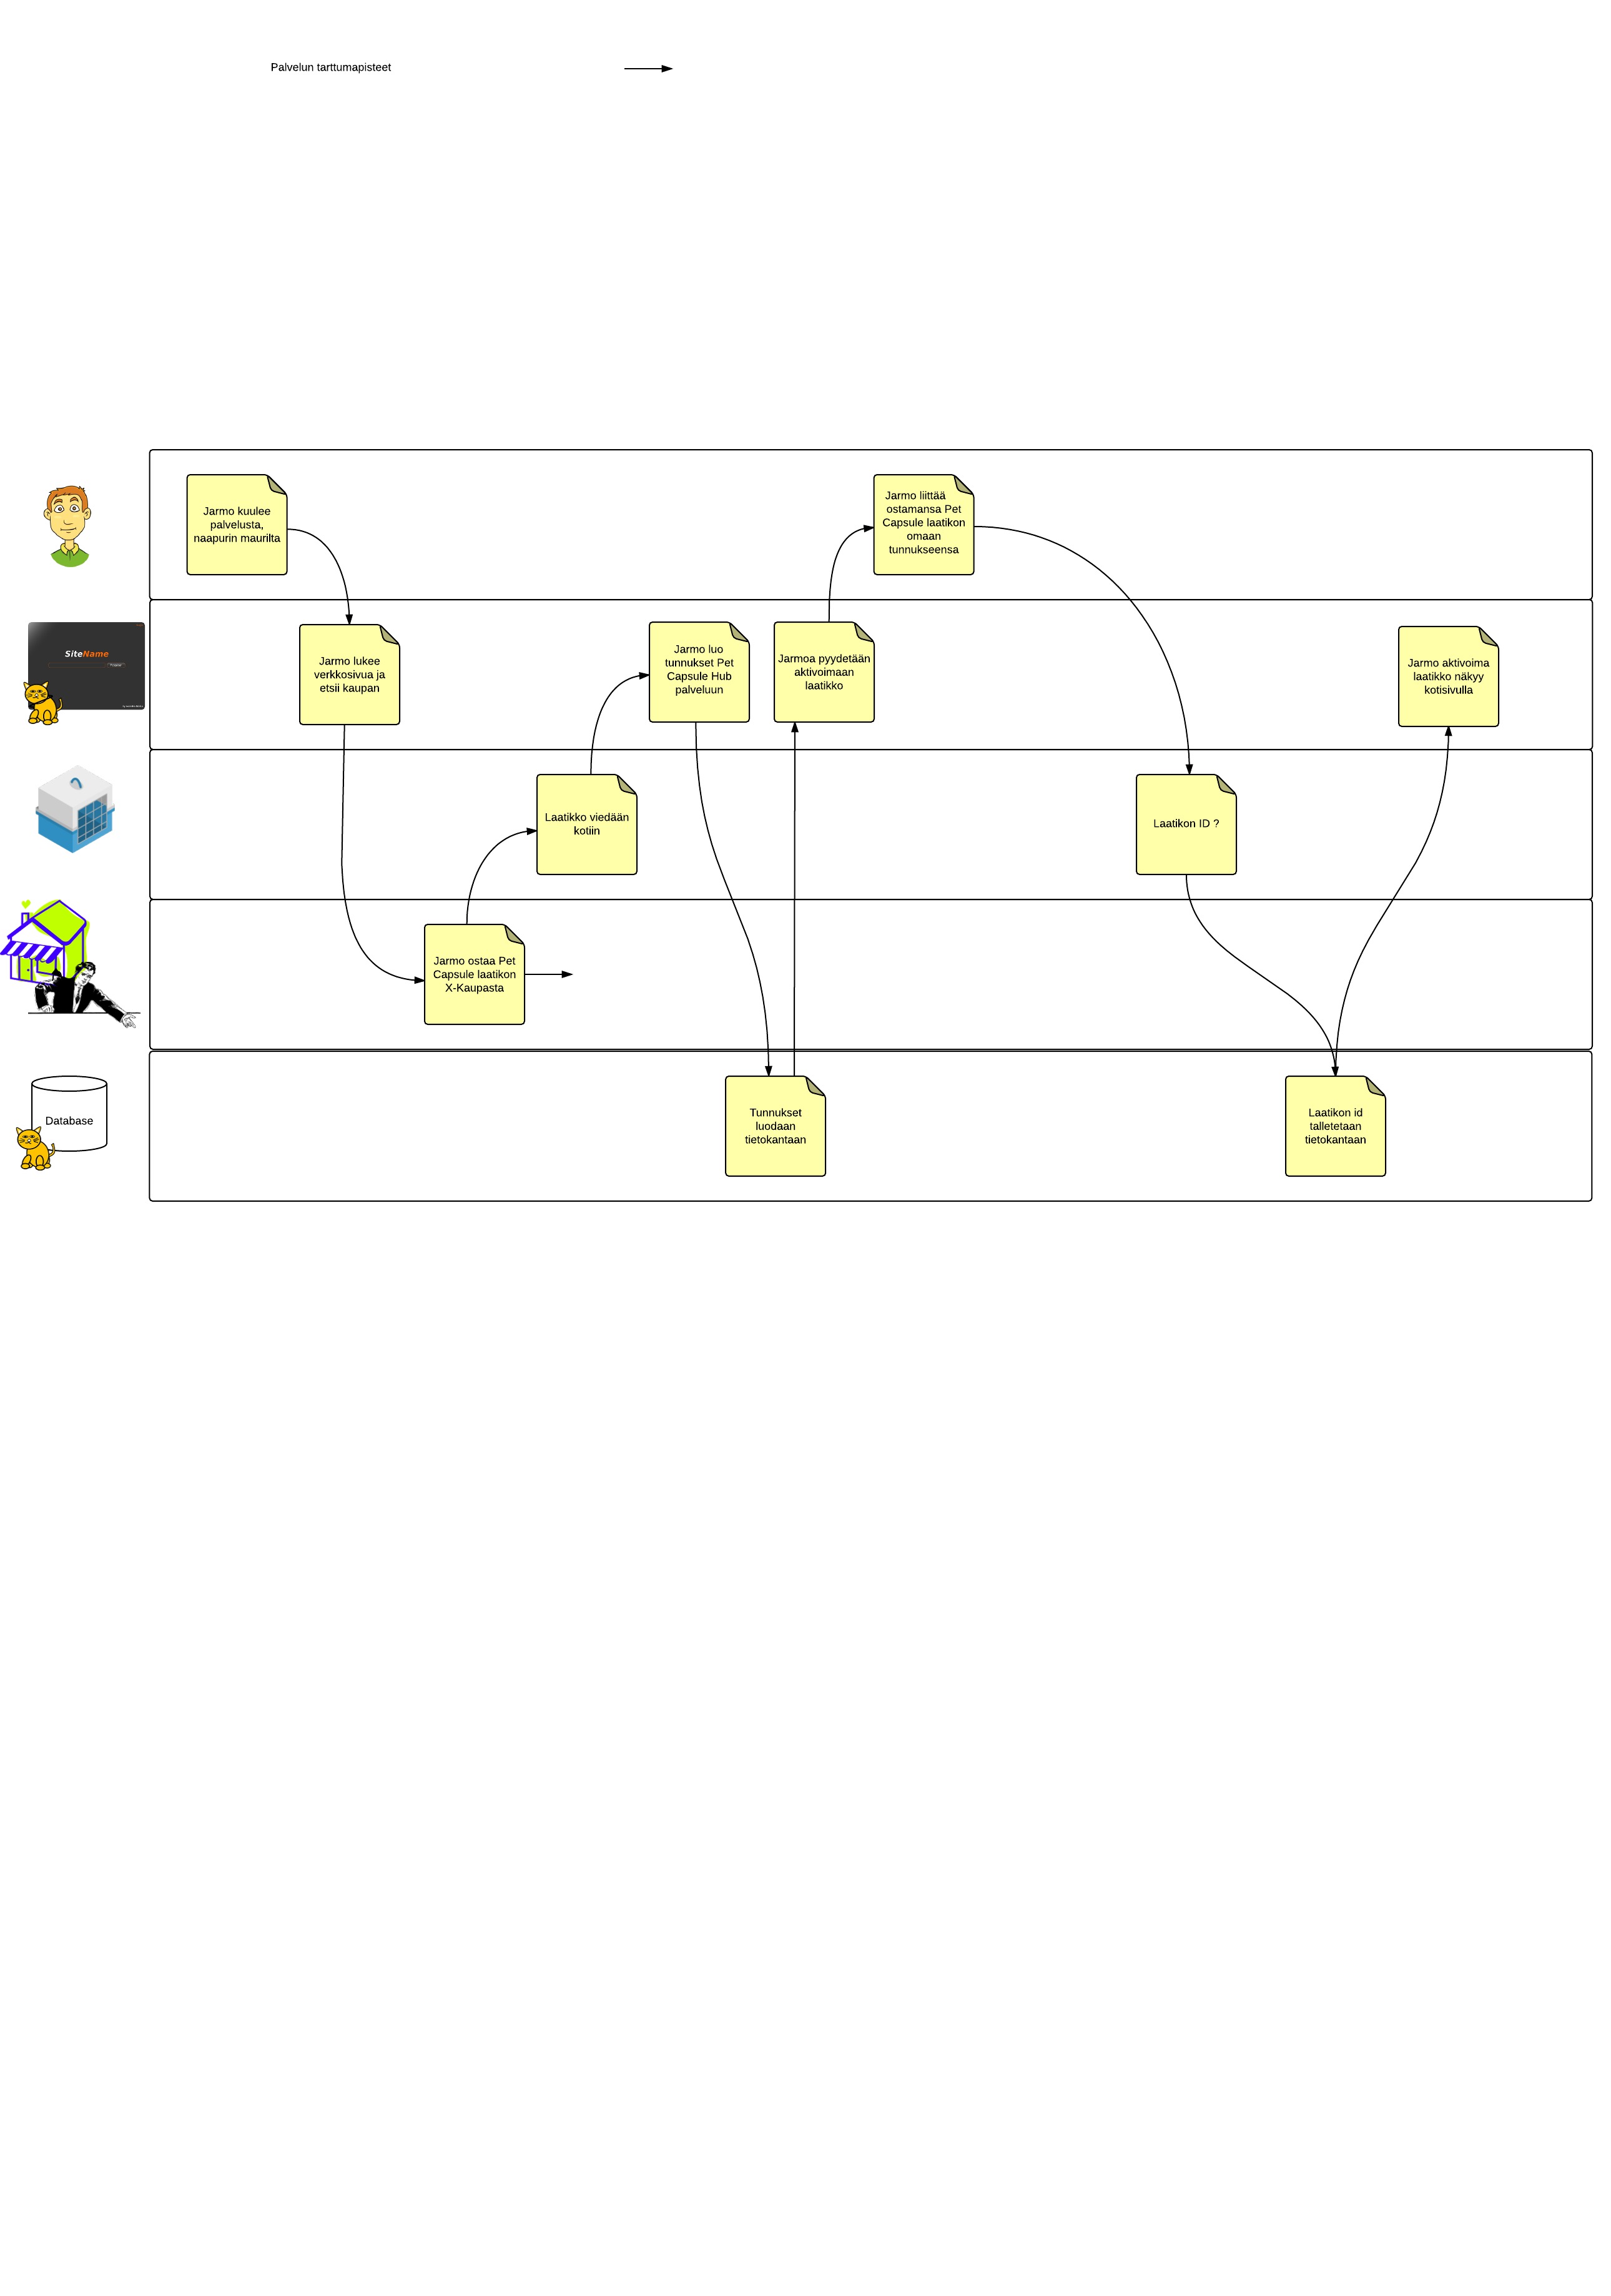 Palvelun tarttumapisteet
Jarmo kuulee
palvelusta,
naapurin maurilta
Jarmo liittää
ostamansa Pet
Capsule laatikon
omaan
tunnukseensa
SiteName
Jarmo lukee
verkkosivua ja
etsii kaupan
Jarmo luo
tunnukset Pet
Capsule Hub
palveluun
Jarmoa pyydetään
aktivoimaan
laatikko
Jarmo aktivoima
laatikko näkyy
kotisivulla
Laatikko viedään
kotiin
Laatikon ID ?
Jarmo ostaa Pet
Capsule laatikon
X-Kaupasta
Database
Tunnukset
luodaan
tietokantaan
Laatikon id
talletetaan
tietokantaan